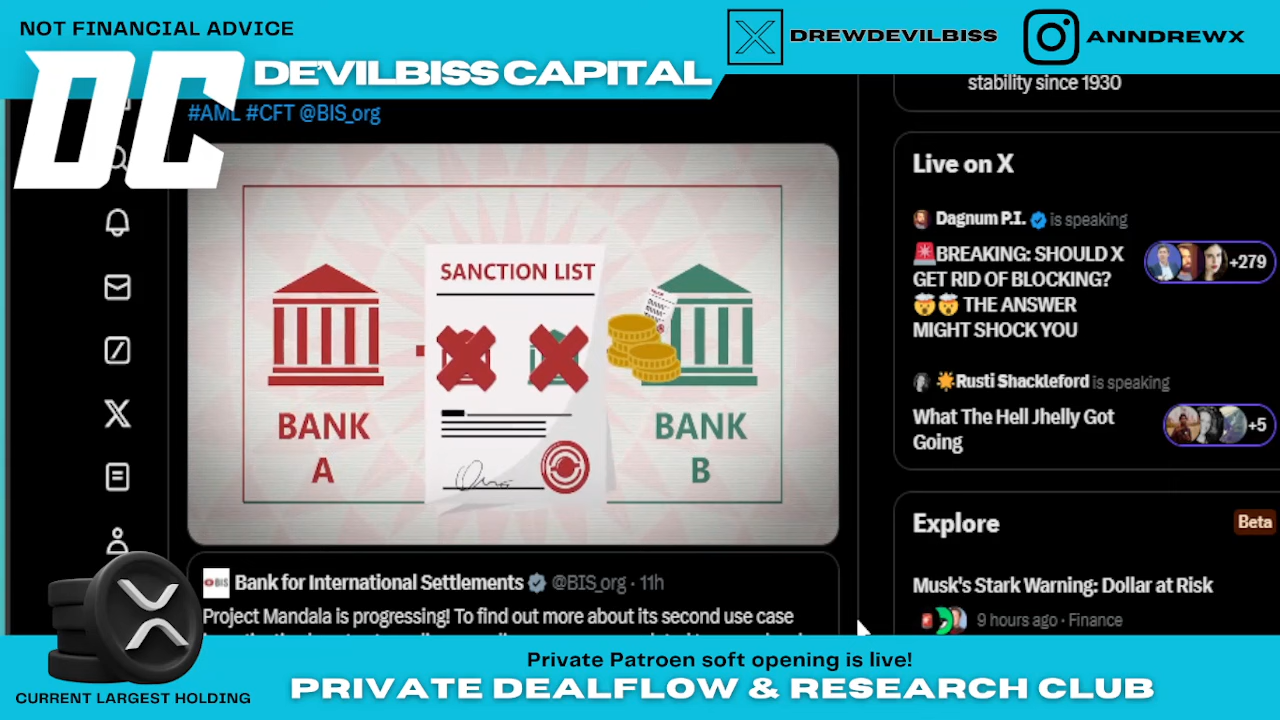 NOT FINANCIAL ADVICE
DREWDEVILBISS
ANNDREWX
DC
DE'VILBISS CAPITAL
stability since 1930
#AML #CFT @BIS_org
Live on X
Dagnum P.I. is speaking
🚨BREAKING: SHOULD X
GET RID OF BLOCKING?
🤯🤯 THE ANSWER
MIGHT SHOCK YOU
+279
Rusti Shackleford is speaking
What The Hell Jhelly Got
Going
+5
SANCTION LIST
BANK
A
BANK
B
Explore
Beta
Musk's Stark Warning: Dollar at Risk
9 hours ago · Finance
BIS
Bank for International Settlements @BIS_org · 11h
Project Mandala is progressing! To find out more about its second use case
CURRENT LARGEST HOLDING
Private Patroen soft opening is live!
PRIVATE DEALFLOW & RESEARCH CLUB